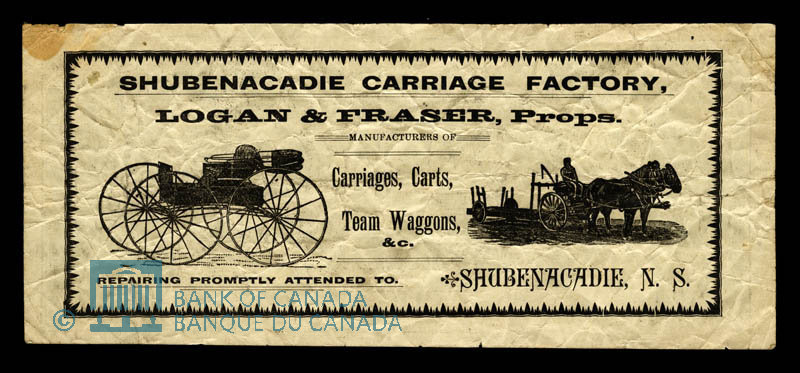 SHUBENACADIE CARRIAGE FACTORY,
LOGAN & FRASER, Props.
MANUFACTURERS OF
Carriages, Carts,
Team Waggons,
&c.
REPAIRING PROMPTLY ATTENDED TO.
SHUBENACADIE, N. S.
© BANK OF CANADA
BANQUE DU CANADA